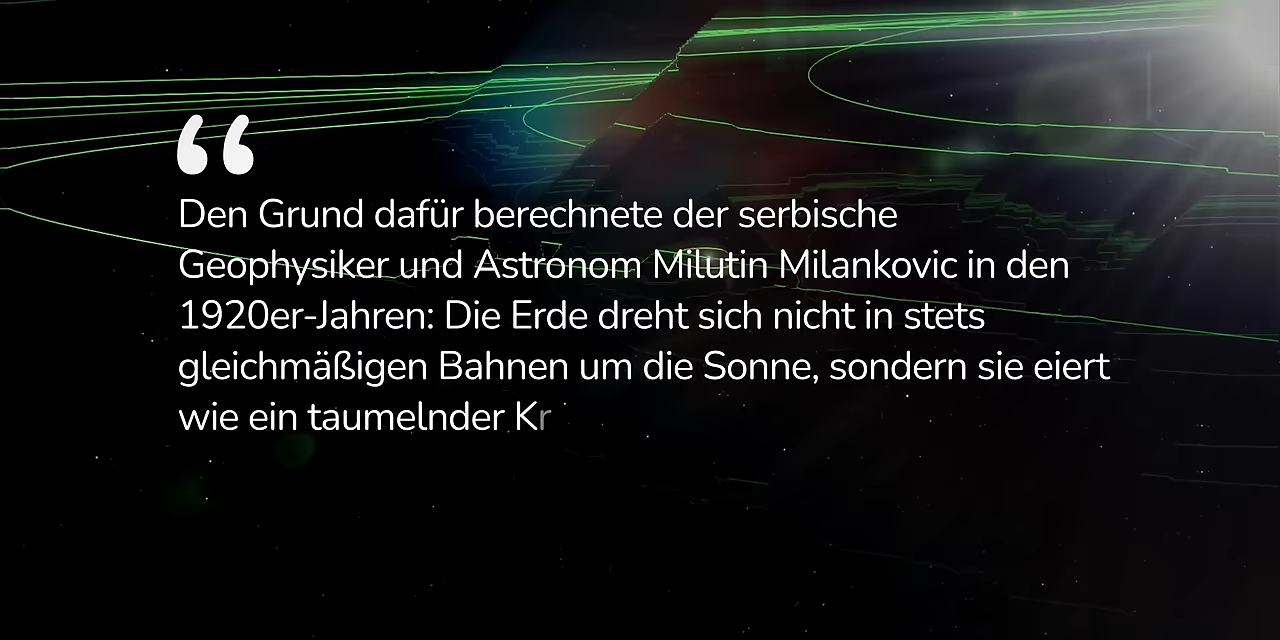 “
Den Grund dafür berechnete der serbische
Geophysiker und Astronom Milutin Milankovic in den
1920er-Jahren: Die Erde dreht sich nicht in stets
gleichmäßigen Bahnen um die Sonne, sondern sie eiert
wie ein taumelnder Kr